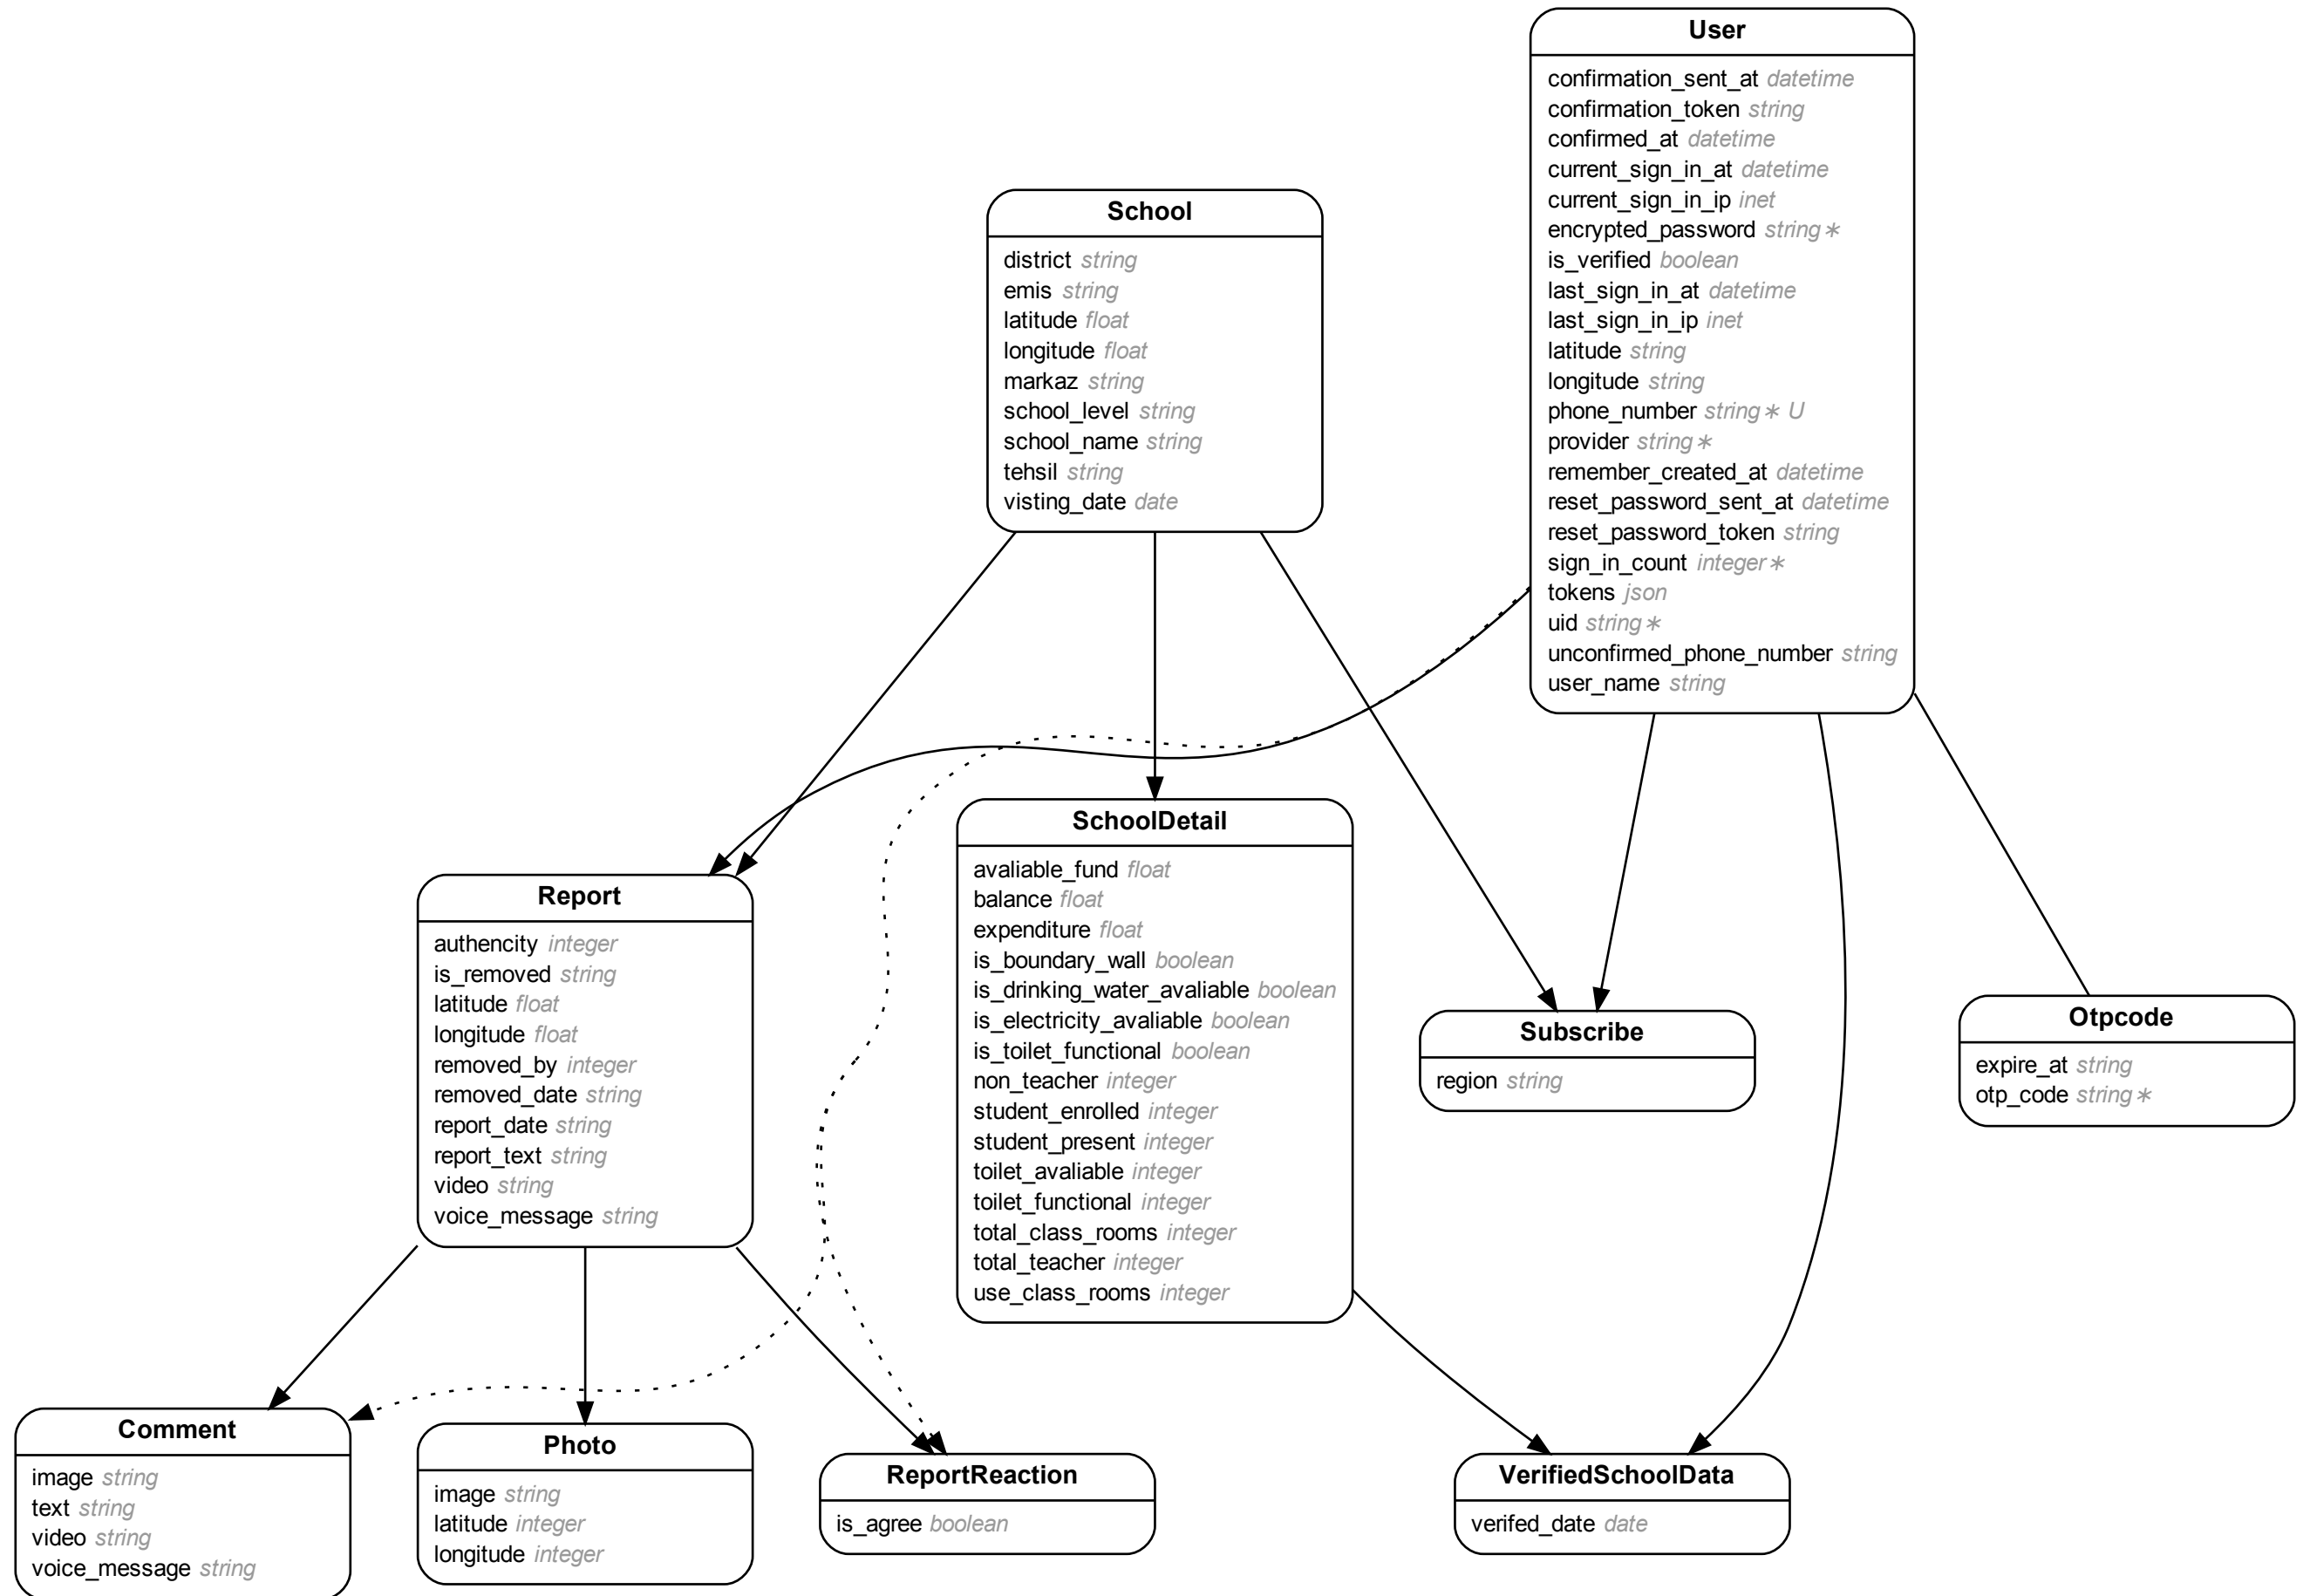 User
confirmation_sent_at datetime
confirmation_token string
confirmed_at datetime
current_sign_in_at datetime
current_sign_in_ip inet
encrypted_password string∗
is_verified boolean
last_sign_in_at datetime
last_sign_in_ip inet
latitude string
longitude string
phone_number string∗ U
provider string∗
remember_created_at datetime
reset_password_sent_at datetime
reset_password_token string
sign_in_count integer∗
tokens json
uid string∗
unconfirmed_phone_number string
user_name string
School
district string
emis string
latitude float
longitude float
markaz string
school_level string
school_name string
tehsil string
visting_date date
Report
authencity integer
is_removed string
latitude float
longitude float
removed_by integer
removed_date string
report_date string
report_text string
video string
voice_message string
SchoolDetail
avaliable_fund float
balance float
expenditure float
is_boundary_wall boolean
is_drinking_water_avaliable boolean
is_electricity_avaliable boolean
is_toilet_functional boolean
non_teacher integer
student_enrolled integer
student_present integer
toilet_avaliable integer
toilet_functional integer
total_class_rooms integer
total_teacher integer
use_class_rooms integer
Subscribe
region string
Otpcode
expire_at string
otp_code string∗
Comment
image string
text string
video string
voice_message string
Photo
image string
latitude integer
longitude integer
ReportReaction
is_agree boolean
VerifiedSchoolData
verifed_date date